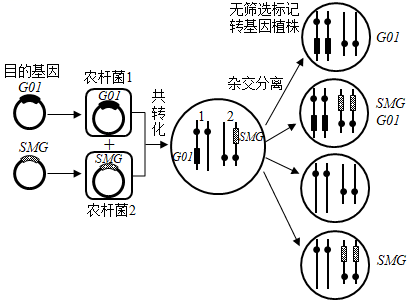 无筛选标记
转基因植株
G01
目的基因
G01
农杆菌1
G01
共转化
杂交分离
SMG
G01
1 2
SMG
G01
SMG
+
SMG
农杆菌2
SMG